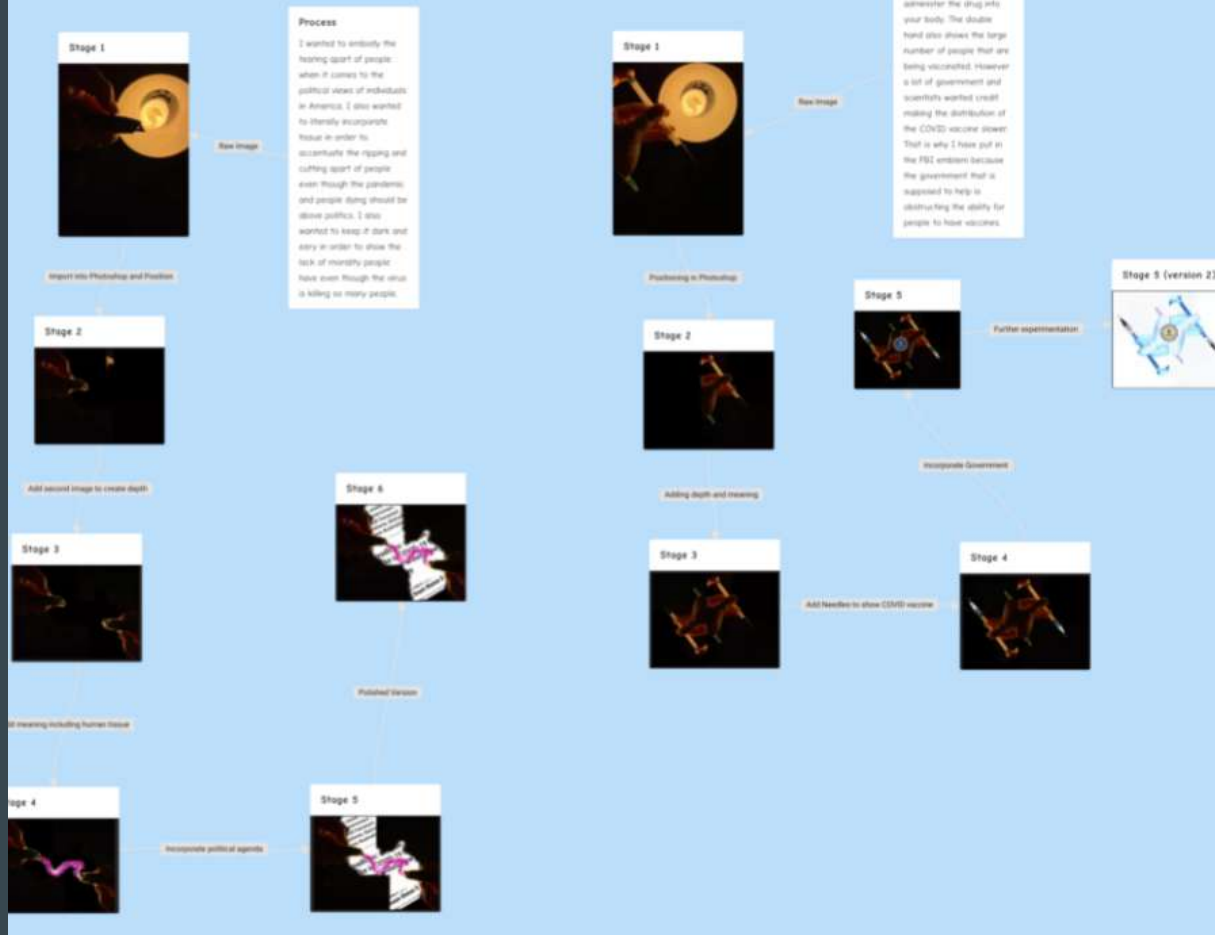 Process
I wanted to embody the
tearing apart of people
when it comes to the
political views of individuals
in America. I also wanted
to literally incorporate
tissue in order to
accentuate the ripping and
cutting apart of people
even though the pandemic
and people dying should be
above politics. I also
wanted to keep it dark and
eery in order to show the
lack of morality people
have even though the virus
is killing so many people.
Stage 1
Raw Image
Import into Photoshop and Position
Stage 2
Add second image to create depth
Stage 3
meaning including human tissue
Stage 4
Incorporate political agenda
Stage 5
Polished Version
Stage 6
administer the drug into
your body. The double
hand also shows the large
number of people that are
being vaccinated. However
a lot of government and
scientists wanted credit
making the distribution of
the COVID vaccine slower.
That is why I have put in
the FBI emblem because
the government that is
supposed to help is
obstructing the ability for
people to have vaccines.
Stage 1
Raw Image
Positioning in Photoshop
Stage 2
Adding depth and meaning
Stage 3
Add Needles to show COVID vaccine
Stage 4
Incorporate Government
Stage 5
Further experimentation
Stage 5 (version 2)